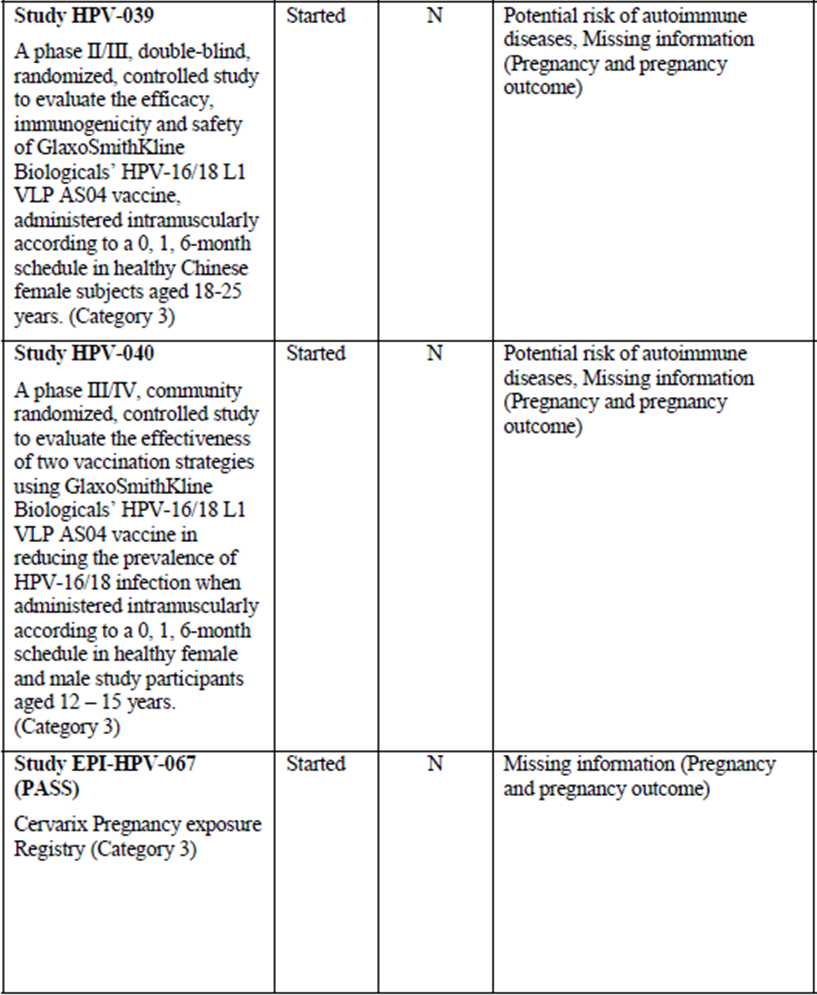 Study HPV-039
A phase II/III, double-blind,
randomized, controlled study
to evaluate the efficacy,
immunogenicity and safety
of GlaxoSmithKline
Biologicals’ HPV-16/18 L1
VLP AS04 vaccine,
administered intramuscularly
according to a 0, 1, 6-month
schedule in healthy Chinese
female subjects aged 18-25
years. (Category 3)
Started
N
Potential risk of autoimmune
diseases, Missing information
(Pregnancy and pregnancy
outcome)
Study HPV-040
A phase III/IV, community
randomized, controlled study
to evaluate the effectiveness
of two vaccination strategies
using GlaxoSmithKline
Biologicals’ HPV-16/18 L1
VLP AS04 vaccine in
reducing the prevalence of
HPV-16/18 infection when
administered intramuscularly
according to a 0, 1, 6-month
schedule in healthy female
and male study participants
aged 12 – 15 years.
(Category 3)
Started
N
Potential risk of autoimmune
diseases, Missing information
(Pregnancy and pregnancy
outcome)
Study EPI-HPV-067
(PASS)
Cervarix Pregnancy exposure
Registry (Category 3)
Started
N
Missing information (Pregnancy
and pregnancy outcome)